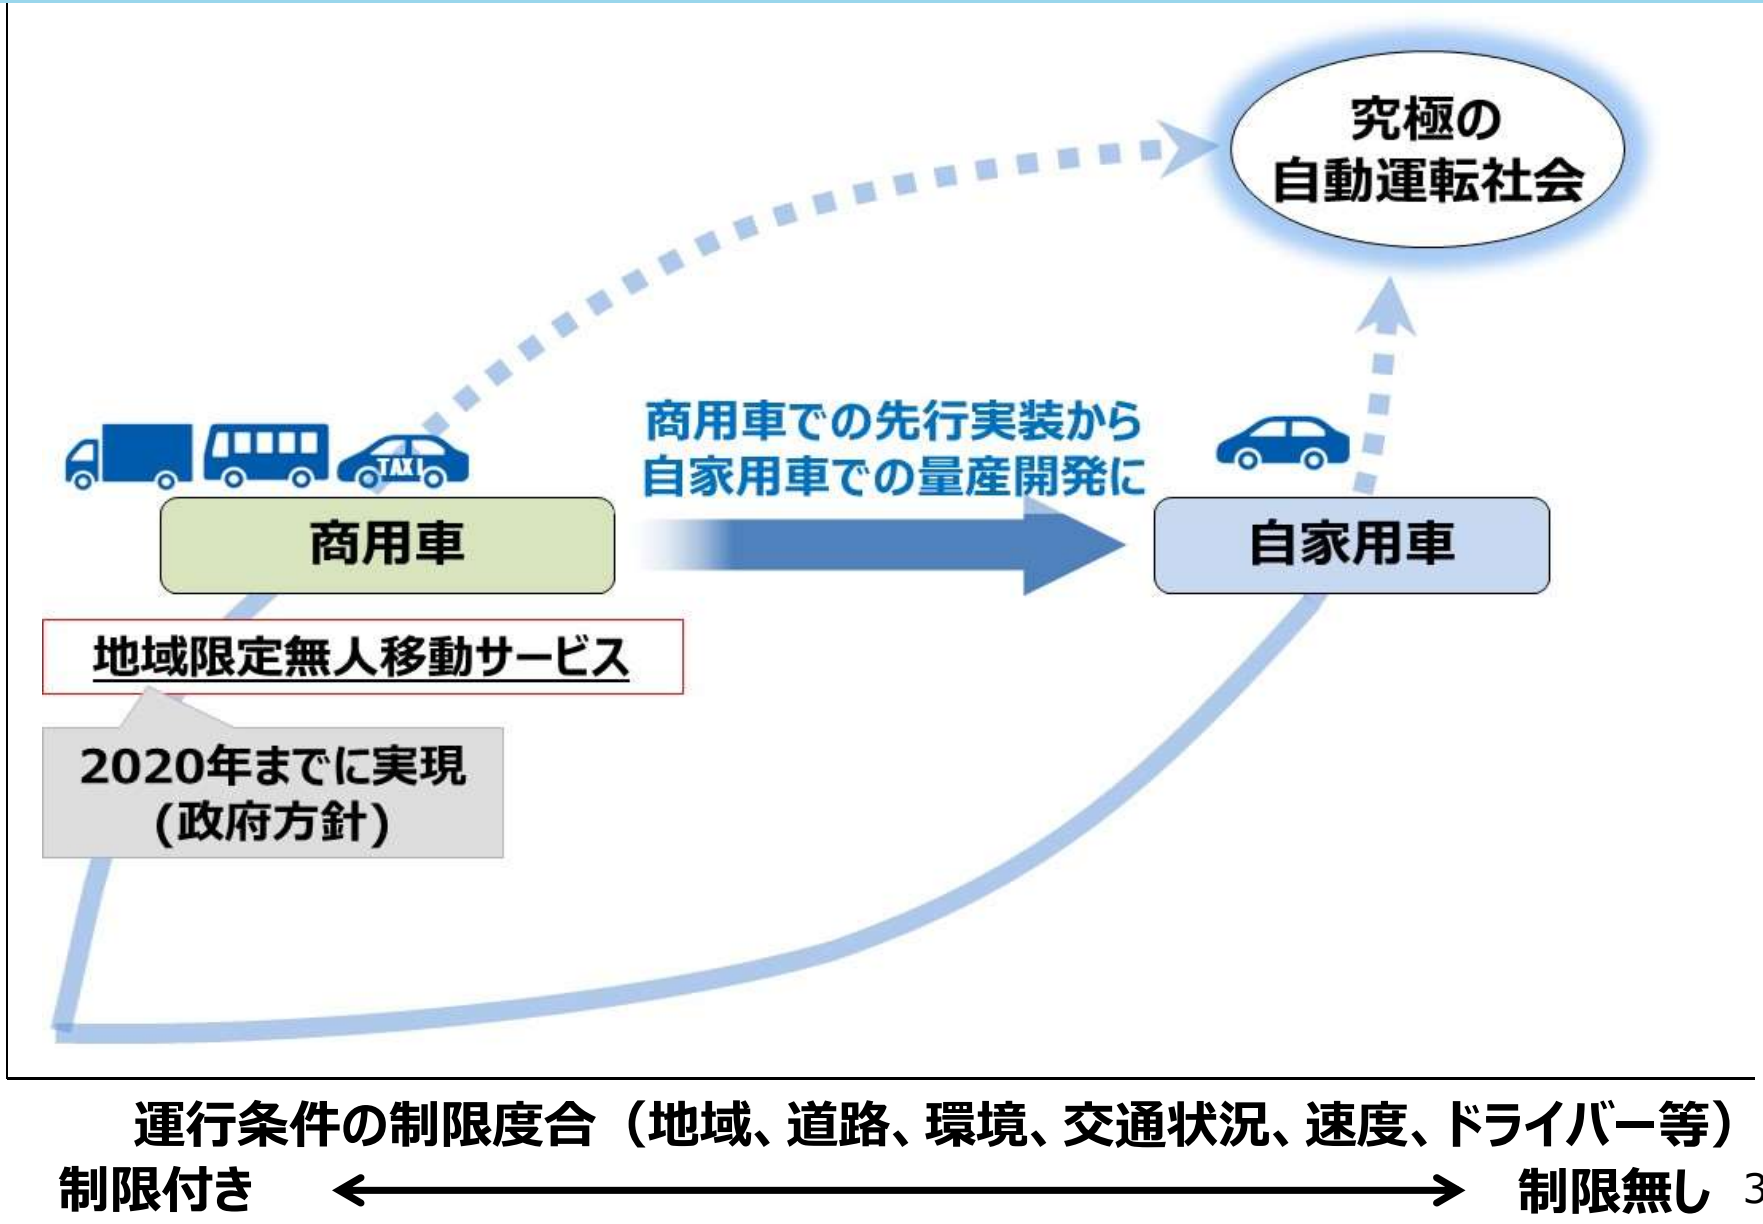 究極の
自動運転社会
商用車での先行実装から
自家用車での量産開発に
TAXI
商用車
自家用車
地域限定無人移動サービス
2020年までに実現
(政府方針)
運行条件の制限度合（地域、道路、環境、交通状況、速度、ドライバー等）
制限付き
制限無し
3